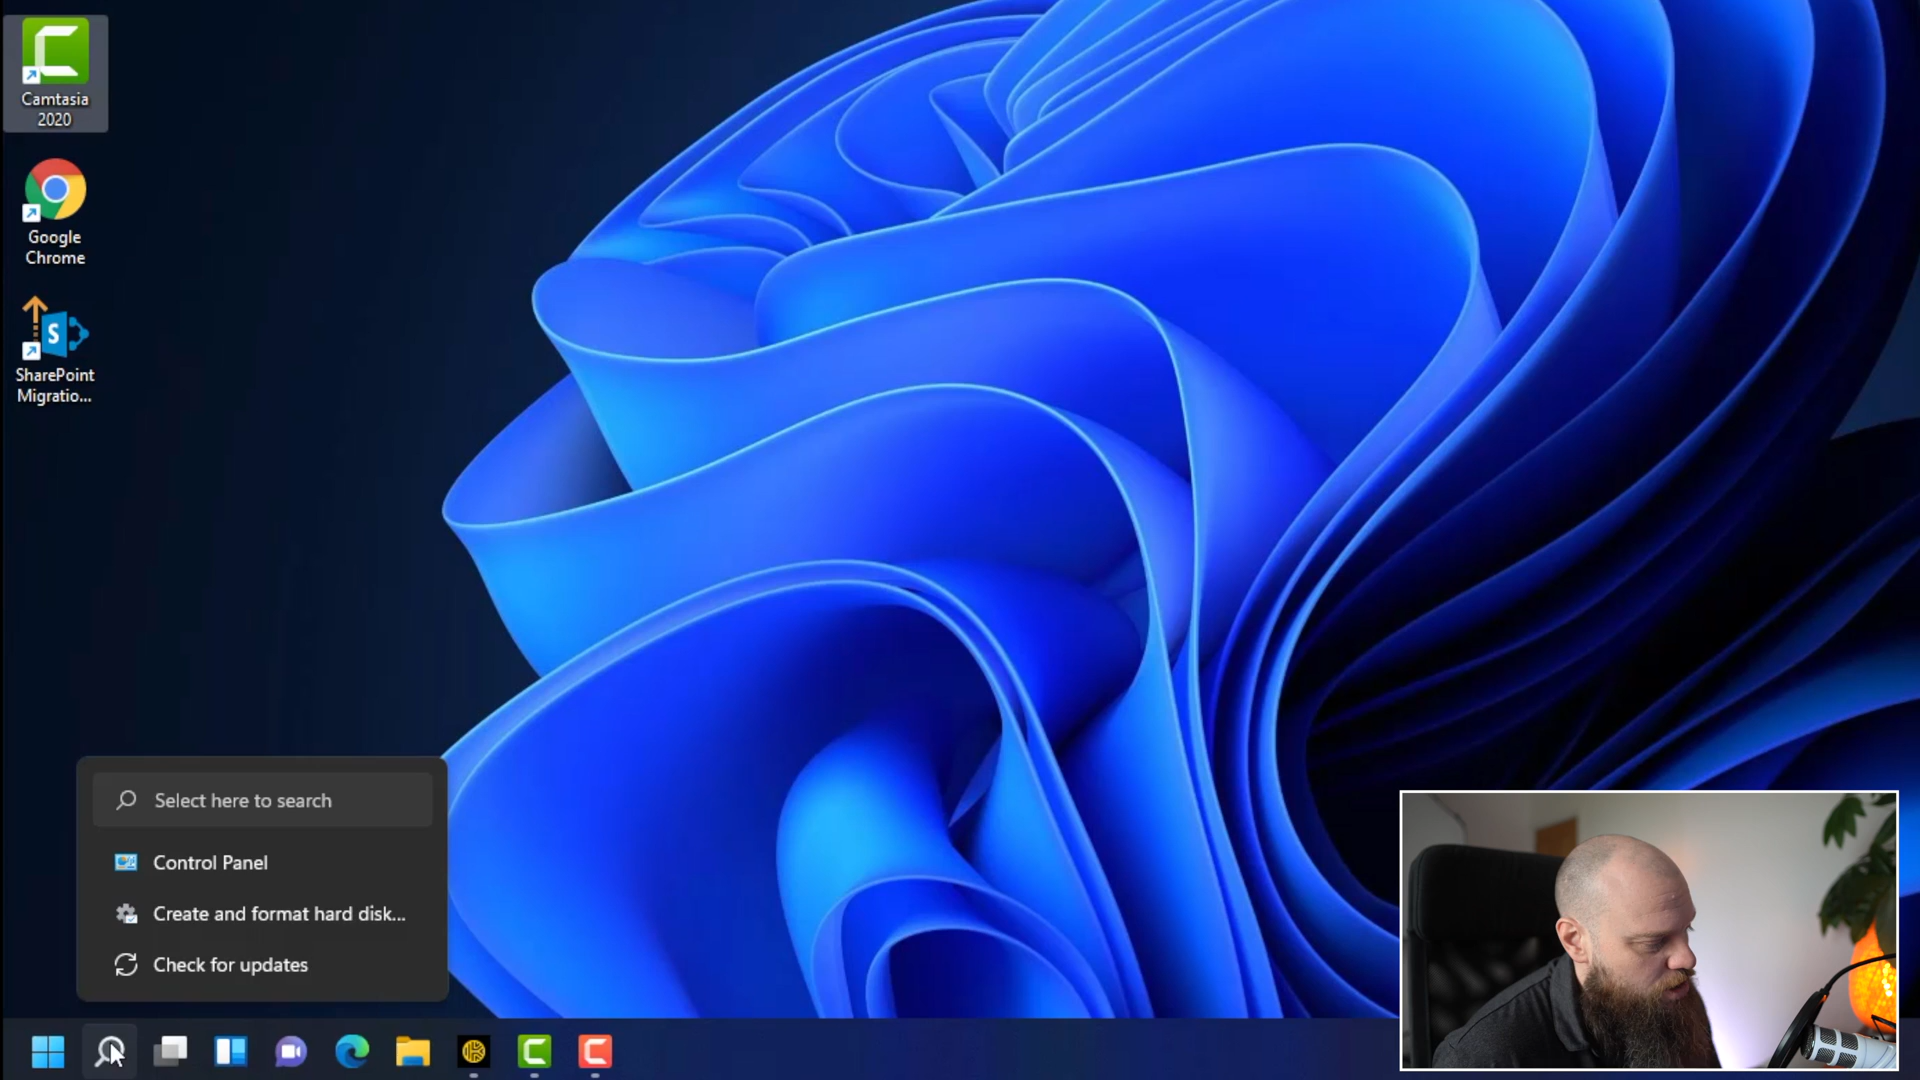 Camtasia
2020
Google
Chrome
S
SharePoint
Migratio...
Select here to search
Control Panel
Create and format hard disk...
Check for updates